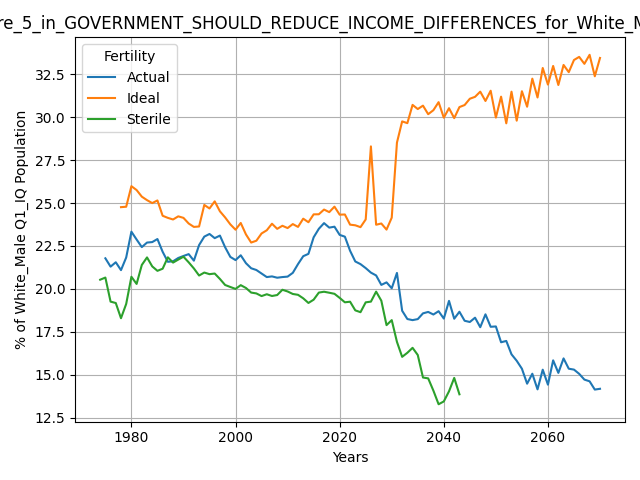 re_5_in_GOVERNMENT_SHOULD_REDUCE_INCOME_DIFFERENCES_for_White_M
Fertility
Actual
Ideal
Sterile
% of White_Male Q1_IQ Population
32.5
30.0
27.5
25.0
22.5
20.0
17.5
15.0
12.5
1980
2000
2020
2040
2060
Years